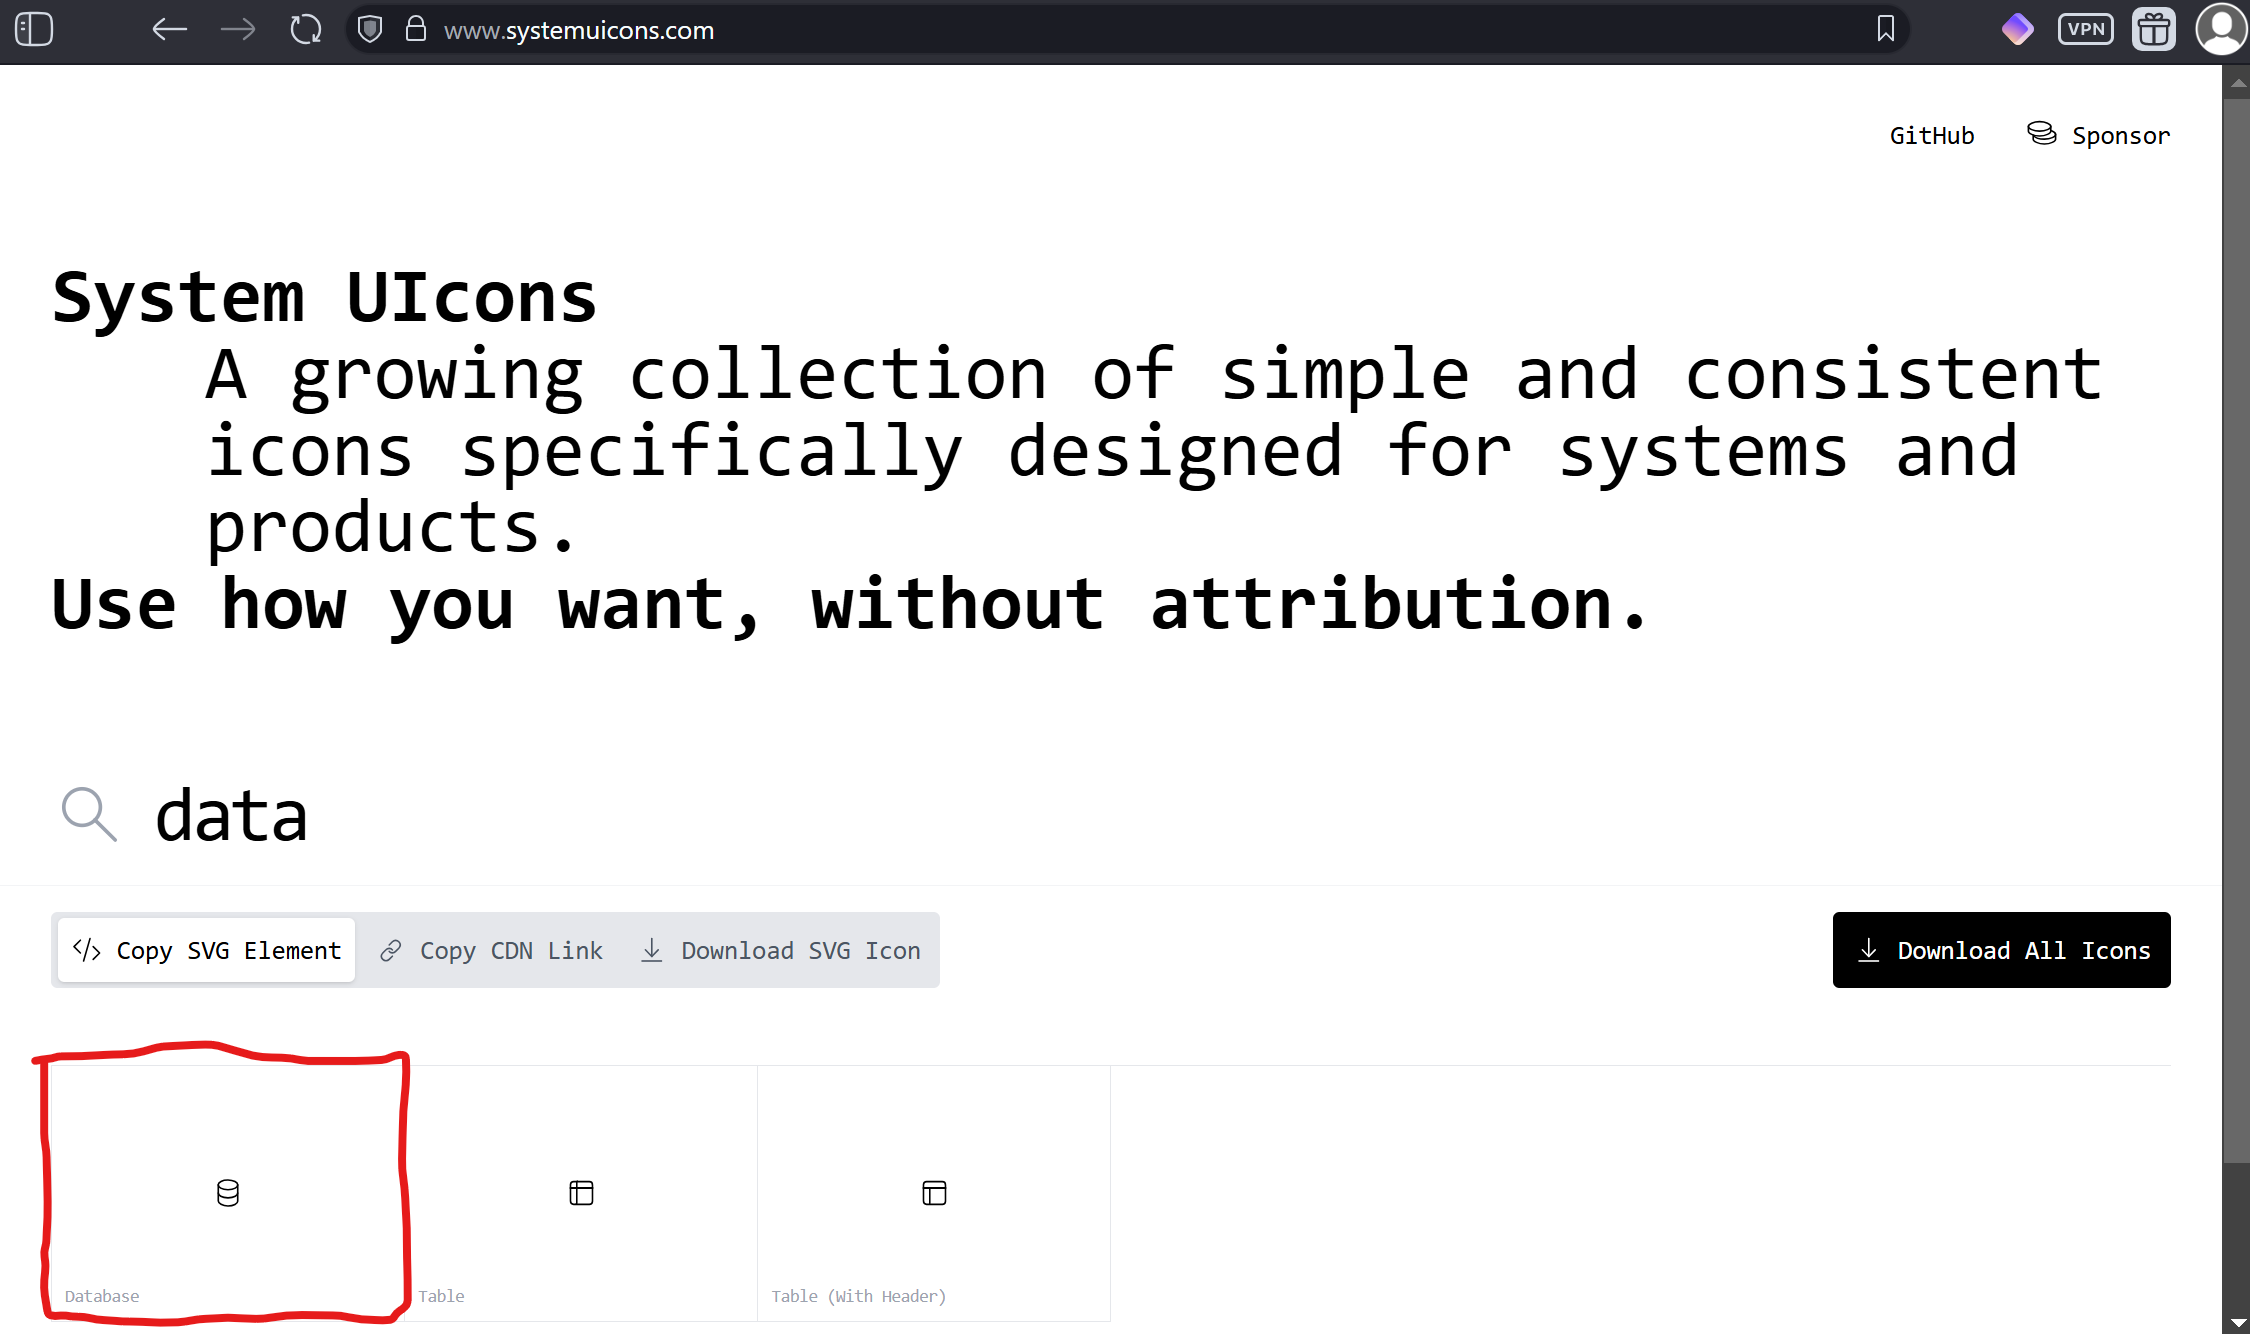 www.systemuicons.com
VPN
GitHub
Sponsor
System UIcons
A growing collection of simple and consistent
icons specifically designed for systems and
products.
Use how you want, without attribution.
data
Copy SVG Element
Copy CDN Link
Download SVG Icon
Download All Icons
Database
Table
Table (With Header)